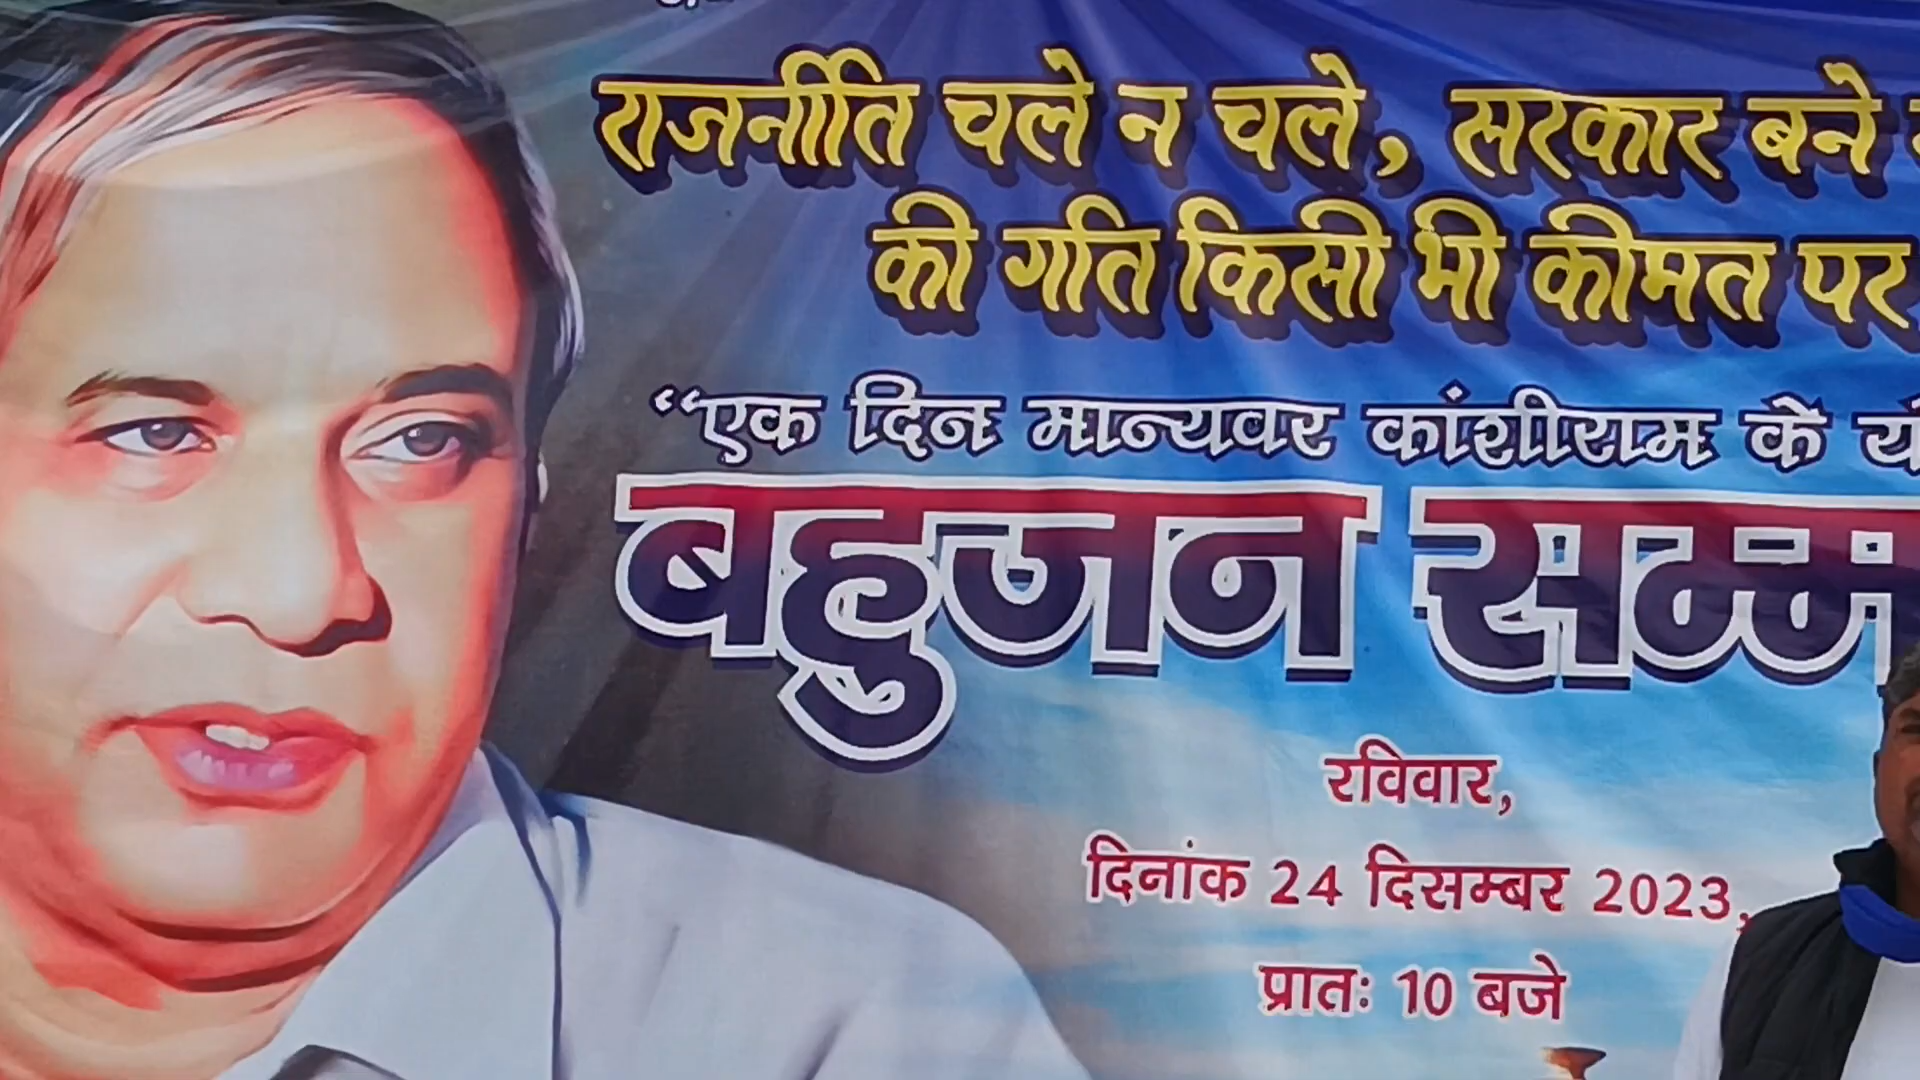 राजनीति चले न चले, सरकार बने
की गति किसी भी कीमत पर
“एक दिन मान्यवर कांशीराम के
बहुजन
रविवार,
दिनांक 24 दिसम्बर 2023,
प्रातः 10 बजे